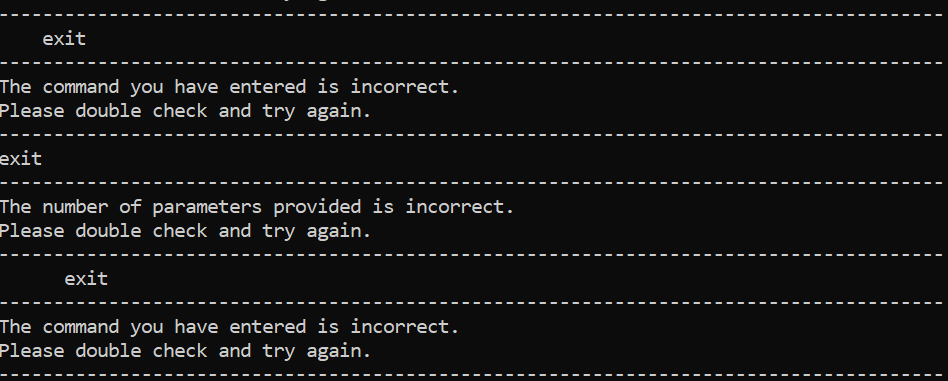 --------------------------------------------------------------------------------------
    exit
--------------------------------------------------------------------------------------
The command you have entered is incorrect.
Please double check and try again.
--------------------------------------------------------------------------------------
exit
--------------------------------------------------------------------------------------
The number of parameters provided is incorrect.
Please double check and try again.
--------------------------------------------------------------------------------------
      exit
--------------------------------------------------------------------------------------
The command you have entered is incorrect.
Please double check and try again.
--------------------------------------------------------------------------------------